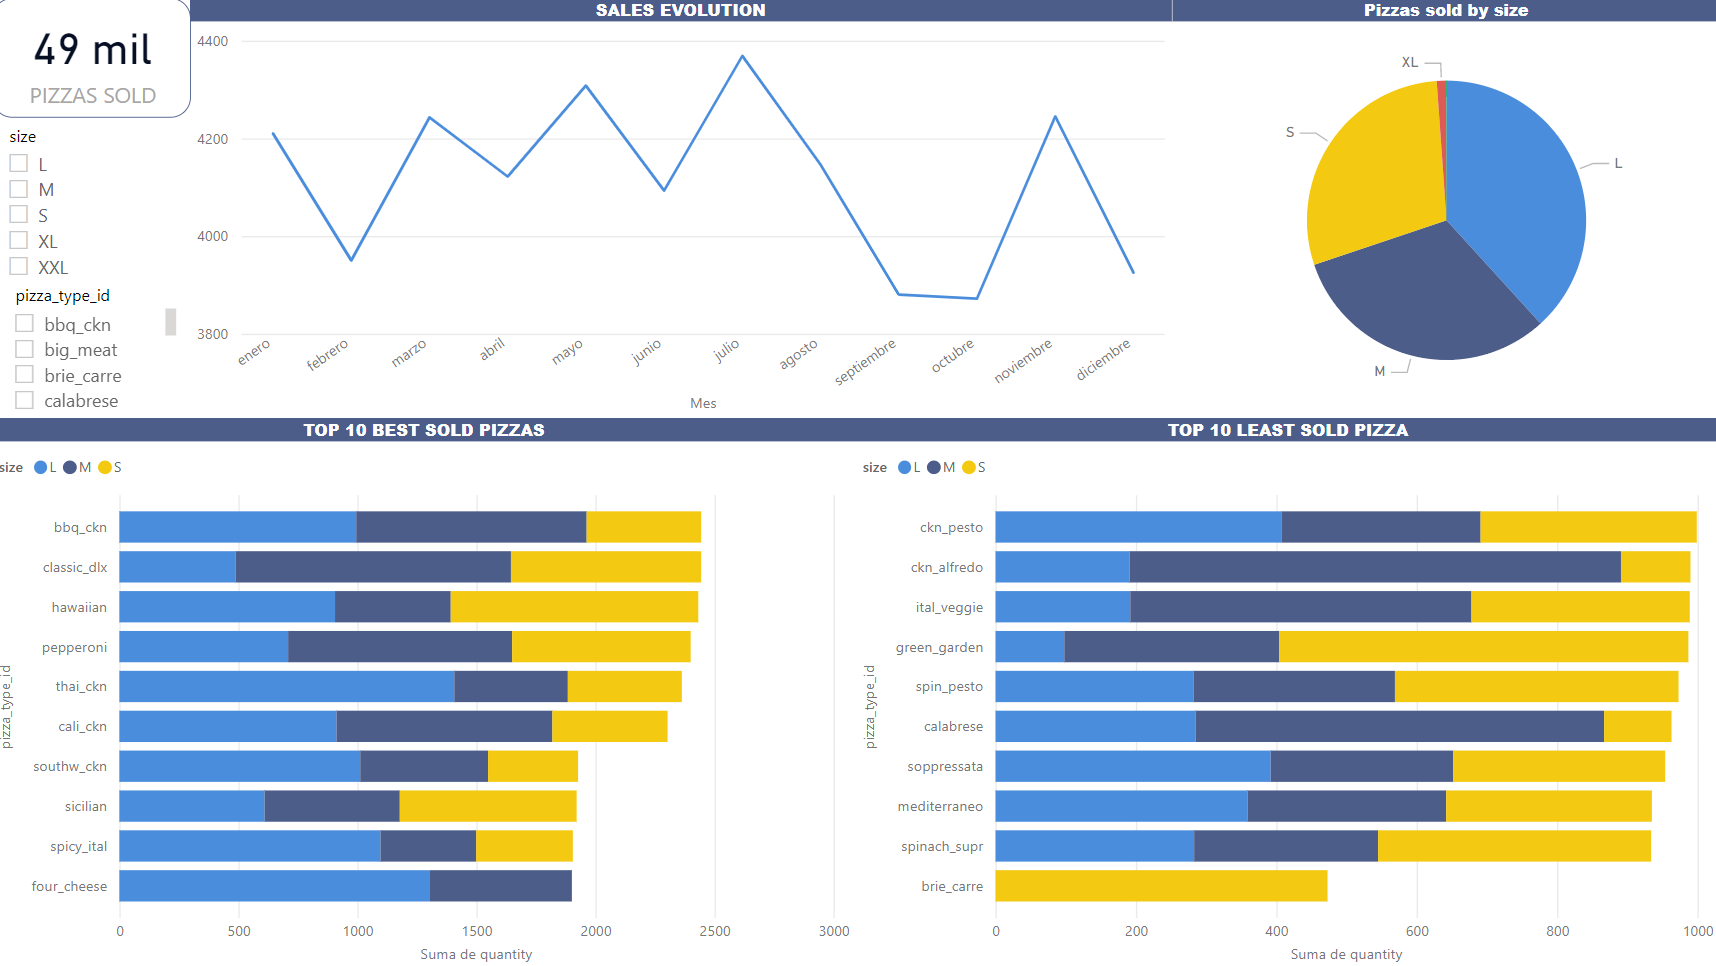 SALES EVOLUTION
Pizzas sold by size
49 mil
PIZZAS SOLD
size
L
M
S
XL
XXL
pizza_type_id
bbq_ckn
big_meat
brie_carre
calabrese
4400
4200
4000
3800
enero
febrero
marzo
abril
mayo
junio
julio
agosto
septiembre
octubre
noviembre
diciembre
Mes
XL
S
L
M
TOP 10 BEST SOLD PIZZAS
size L M S
pizza_type_id
bbq_ckn
classic_dlx
hawaiian
pepperoni
thai_ckn
cali_ckn
southw_ckn
sicilian
spicy_ital
four_cheese
0 500 1000 1500 2000 2500 3000
Suma de quantity
TOP 10 LEAST SOLD PIZZA
size L M S
pizza_type_id
ckn_pesto
ckn_alfredo
ital_veggie
green_garden
spin_pesto
calabrese
soppressata
mediterraneo
spinach_supr
brie_carre
0 200 400 600 800 1000
Suma de quantity